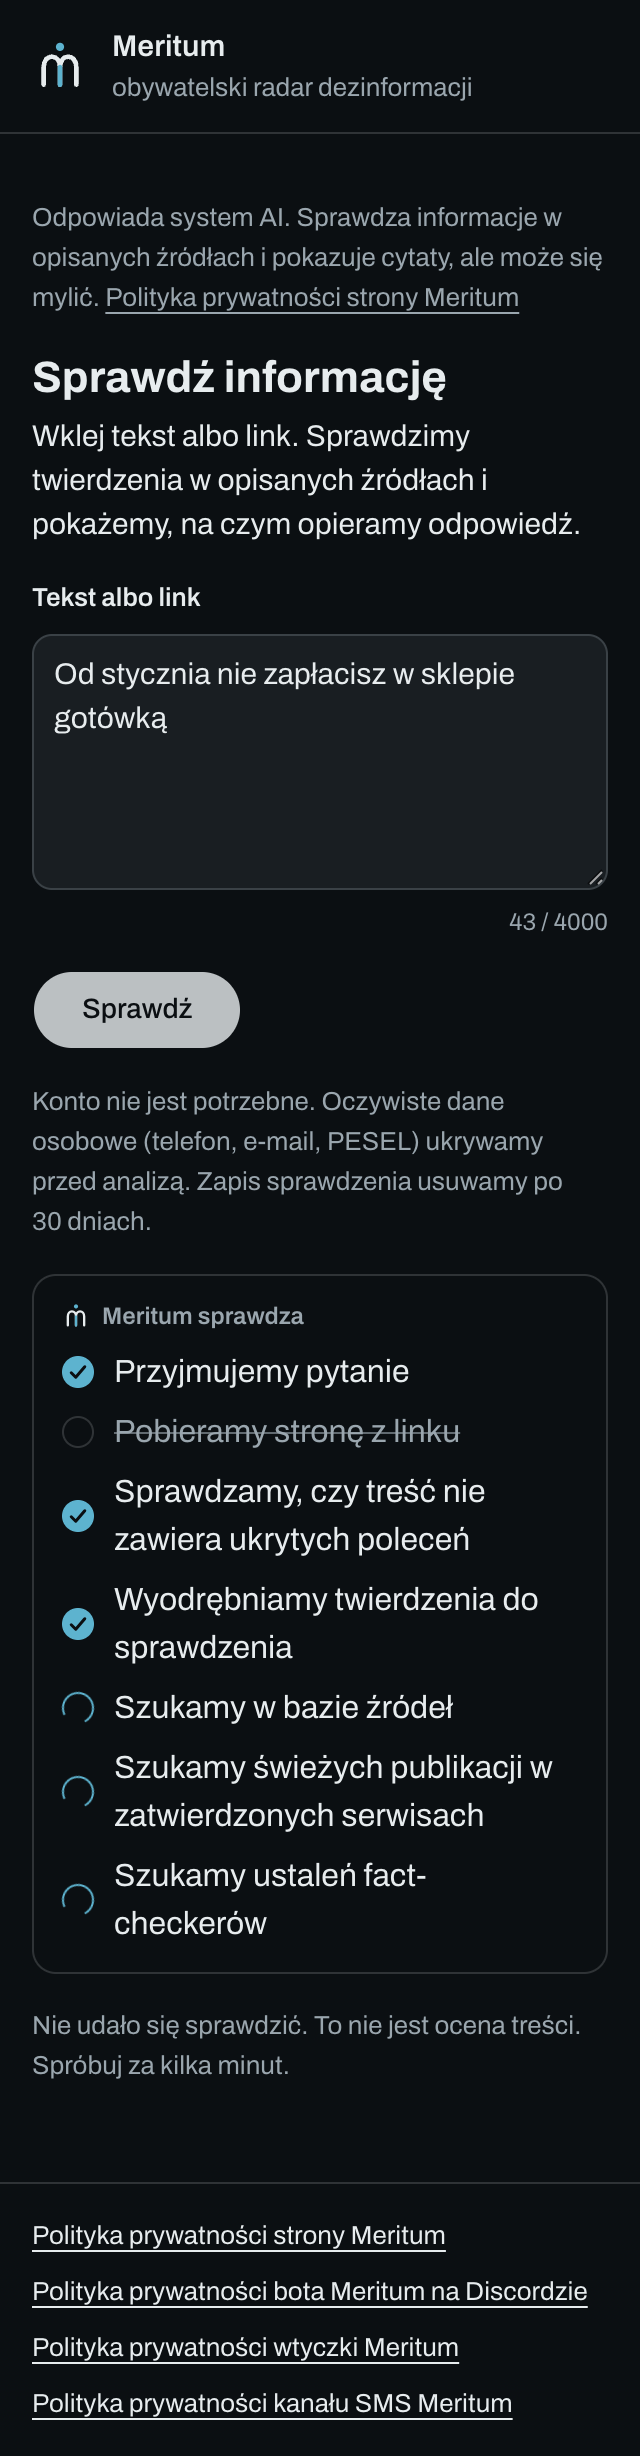 Meritum
obywatelski radar dezinformacji
Odpowiada system AI. Sprawdza informacje w
opisanych źródłach i pokazuje cytaty, ale może się
mylić. Polityka prywatności strony Meritum
Sprawdź informację
Wklej tekst albo link. Sprawdzimy
twierdzenia w opisanych źródłach i
pokażemy, na czym opieramy odpowiedź.
Tekst albo link
Od stycznia nie zapłacisz w sklepie
gotówką
43 / 4000
Sprawdź
Konto nie jest potrzebne. Oczywiste dane
osobowe (telefon, e-mail, PESEL) ukrywamy
przed analizą. Zapis sprawdzenia usuwamy po
30 dniach.
Meritum sprawdza
Przyjmujemy pytanie
Pobieramy stronę z linku
Sprawdzamy, czy treść nie
zawiera ukrytych poleceń
Wyodrębniamy twierdzenia do
sprawdzenia
Szukamy w bazie źródeł
Szukamy świeżych publikacji w
zatwierdzonych serwisach
Szukamy ustaleń fact-
checkerów
Nie udało się sprawdzić. To nie jest ocena treści.
Spróbuj za kilka minut.
Polityka prywatności strony Meritum
Polityka prywatności bota Meritum na Discordzie
Polityka prywatności wtyczki Meritum
Polityka prywatności kanału SMS Meritum